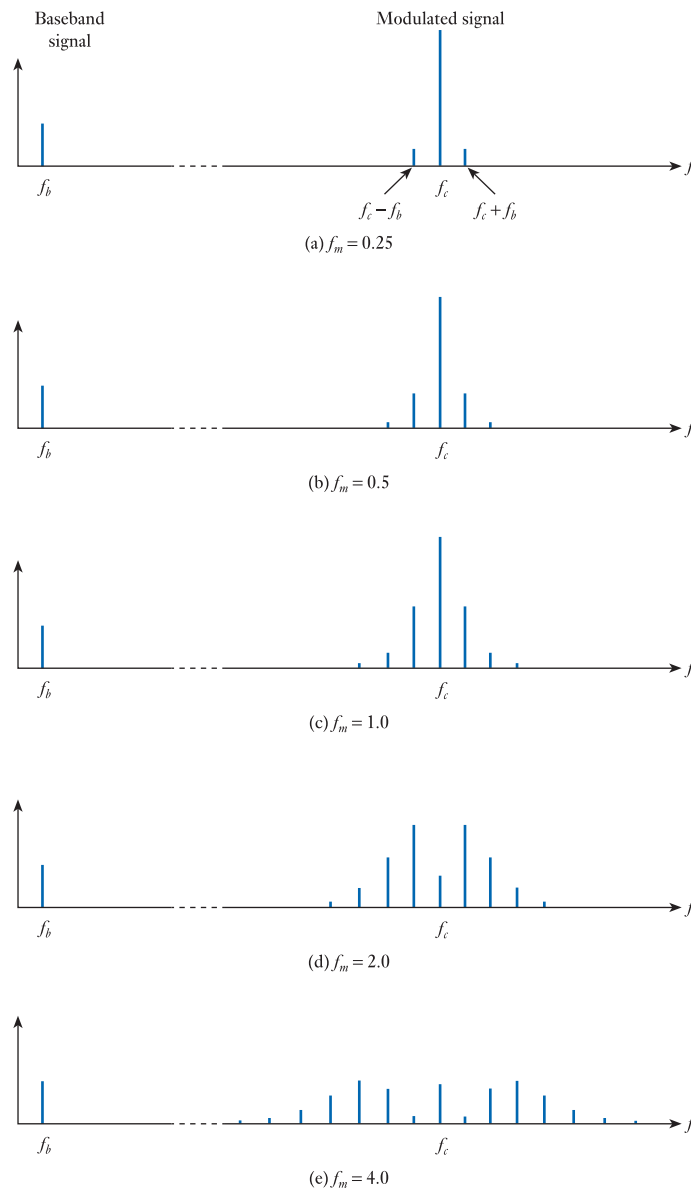 Baseband
signal
Modulated signal
f
f_b
f_c
f_c – f_b
f_c + f_b
(a) f_m = 0.25
f
f_b
f_c
(b) f_m = 0.5
f
f_b
f_c
(c) f_m = 1.0
f
f_b
f_c
(d) f_m = 2.0
f
f_b
f_c
(e) f_m = 4.0